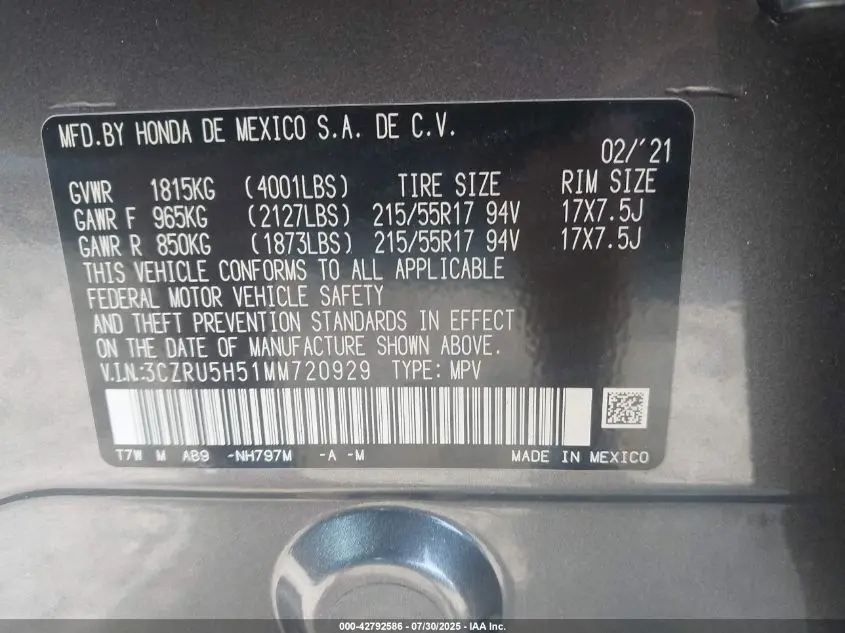 MFD.BY HONDA DE MEXICO S.A. DE C.V.
02/'21
GVWR 1815KG (4001LBS) TIRE SIZE RIM SIZE
GAWR F 965KG (2127LBS) 215/55R17 94V 17X7.5J
GAWR R 850KG (1873LBS) 215/55R17 94V 17X7.5J
THIS VEHICLE CONFORMS TO ALL APPLICABLE
FEDERAL MOTOR VEHICLE SAFETY
AND THEFT PREVENTION STANDARDS IN EFFECT
ON THE DATE OF MANUFACTURE SHOWN ABOVE.
V.I.N.:3CZRU5H51MM720929 TYPE: MPV
T7W M AB9 -NH797M -A -M MADE IN MEXICO
000-42792586 - 07/30/2025 - IAA Inc.